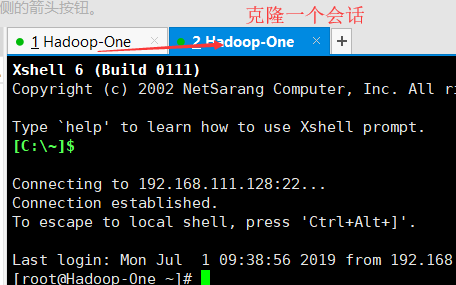 侧的箭头按钮。
克隆一个会话
1 Hadoop-One
2 Hadoop-One
+
Xshell 6 (Build 0111)
Copyright (c) 2002 NetSarang Computer, Inc. All ri
Type `help' to learn how to use Xshell prompt.
[C:\~]$
Connecting to 192.168.111.128:22...
Connection established.
To escape to local shell, press 'Ctrl+Alt+]'.
Last login: Mon Jul  1 09:38:56 2019 from 192.168
[root@Hadoop-One ~]#